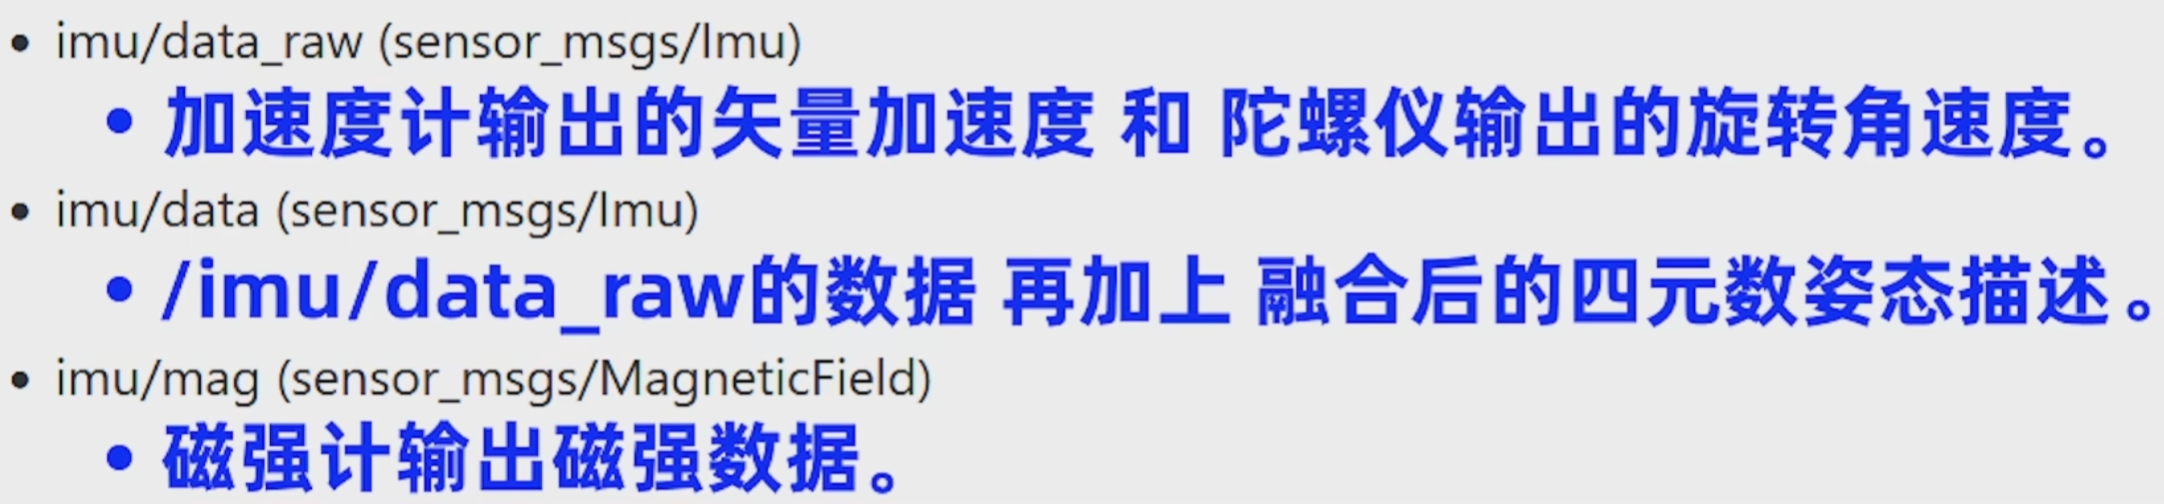 • imu/data_raw (sensor_msgs/Imu)
• 加速度计输出的矢量加速度 和 陀螺仪输出的旋转角速度。
• imu/data (sensor_msgs/Imu)
• /imu/data_raw的数据 再加上 融合后的四元数姿态描述。
• imu/mag (sensor_msgs/MagneticField)
• 磁强计输出磁强数据。